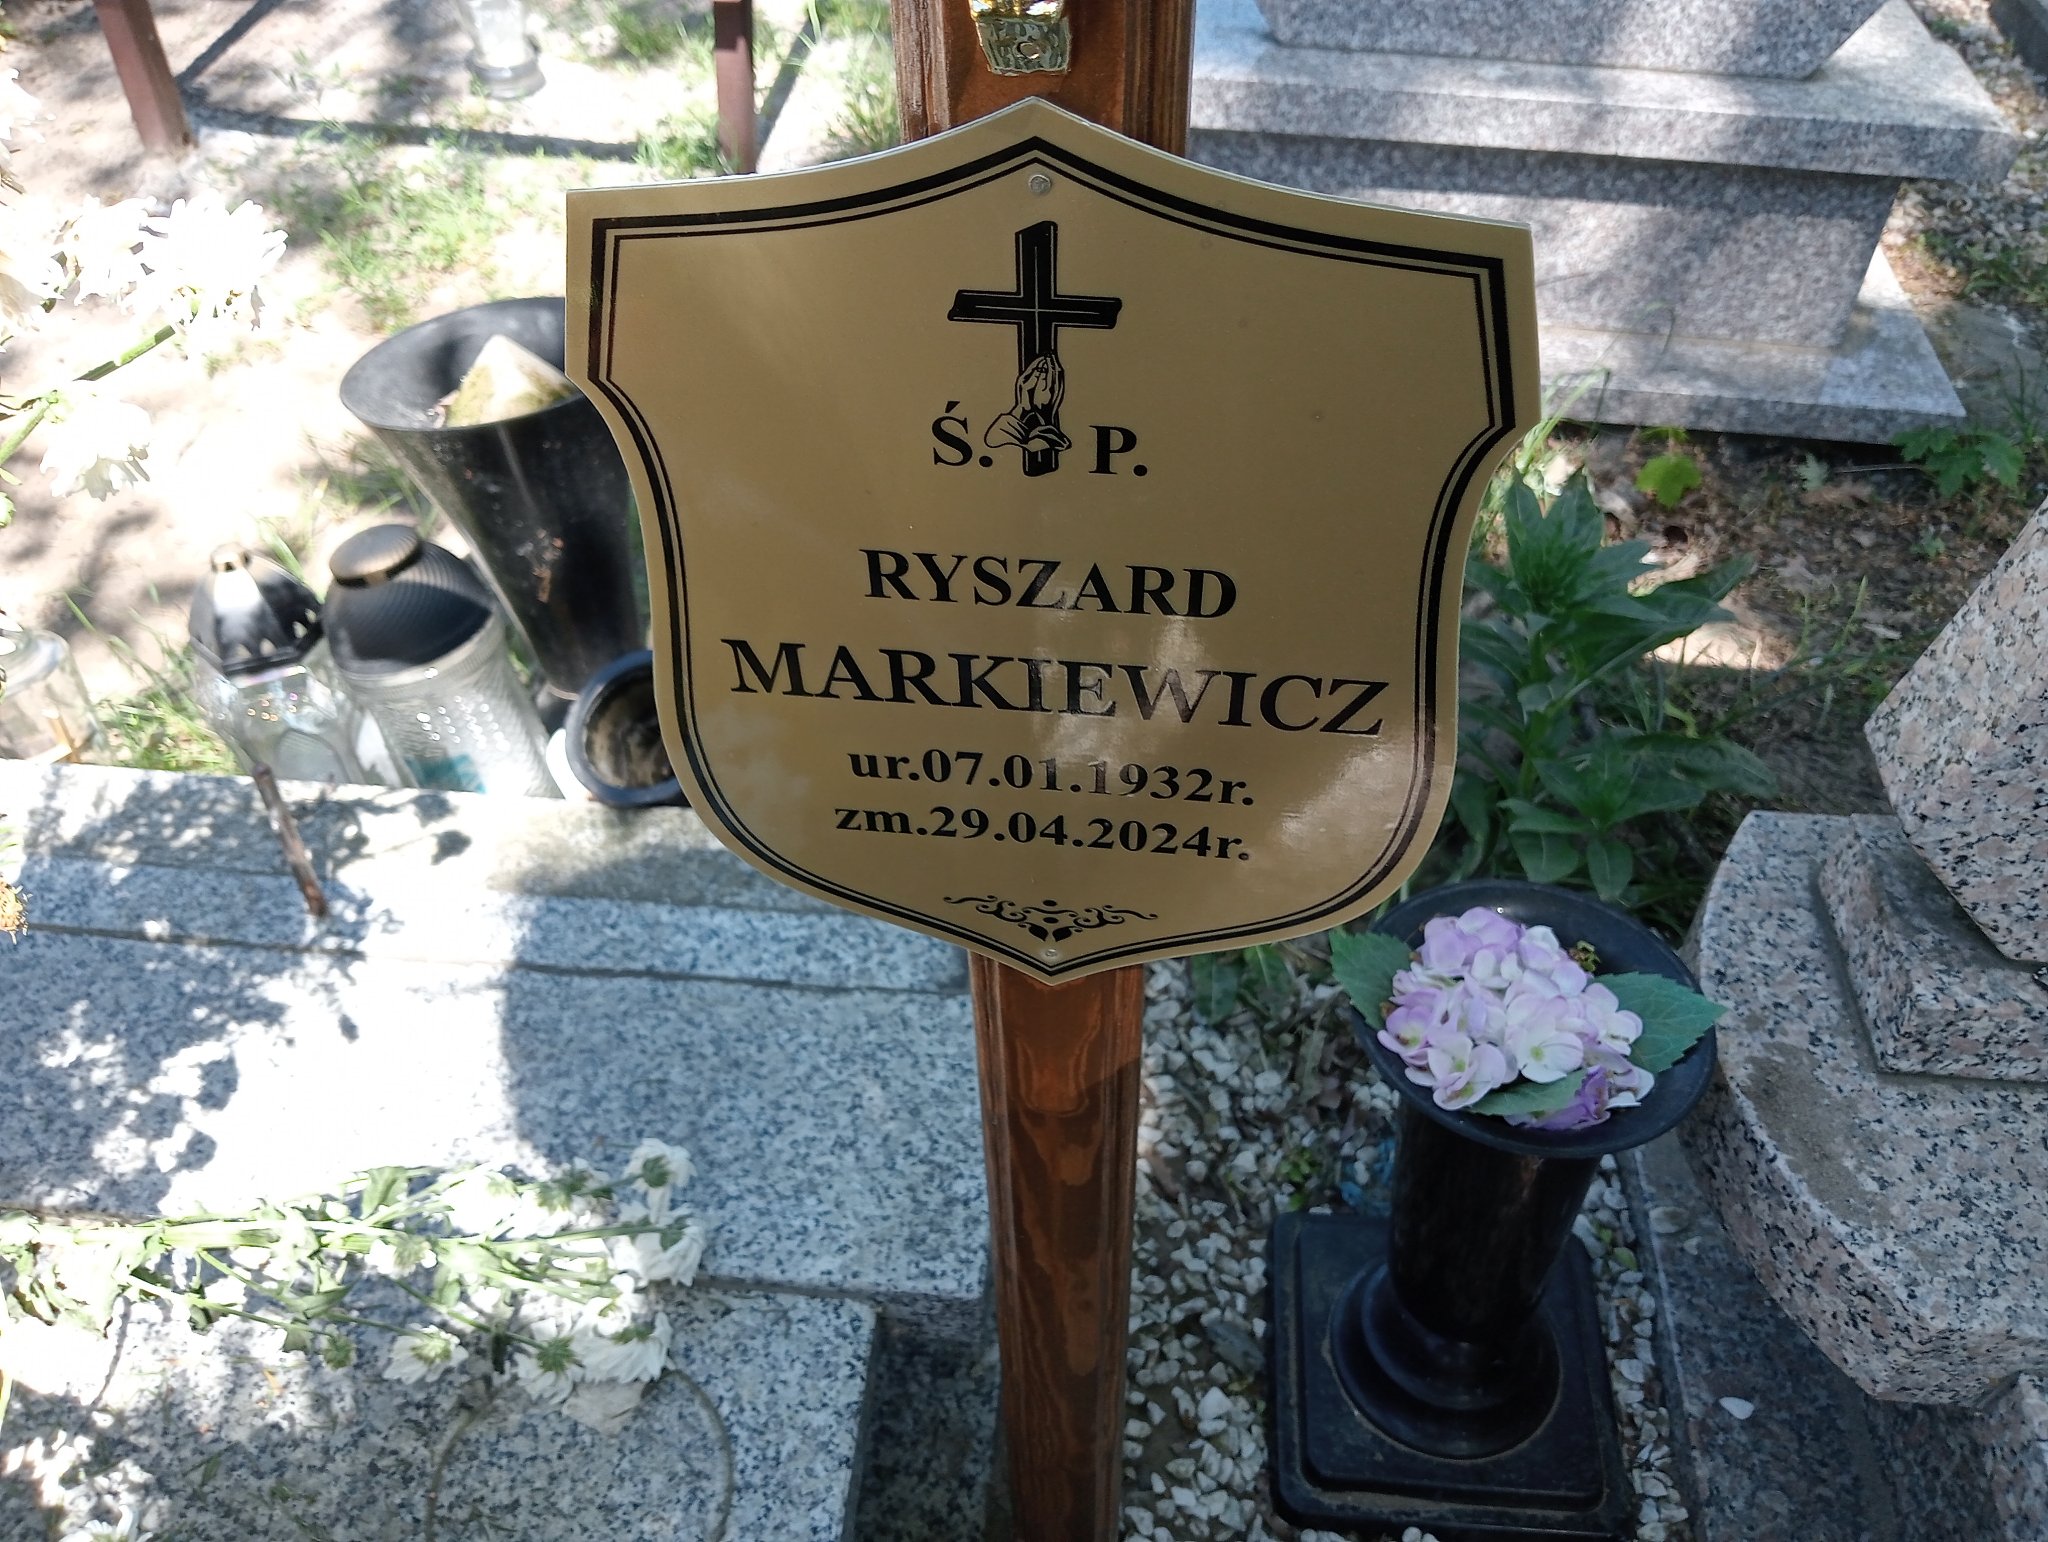 Ś. P.
RYSZARD
MARKIEWICZ
ur.07.01.1932r.
zm.29.04.2024r.